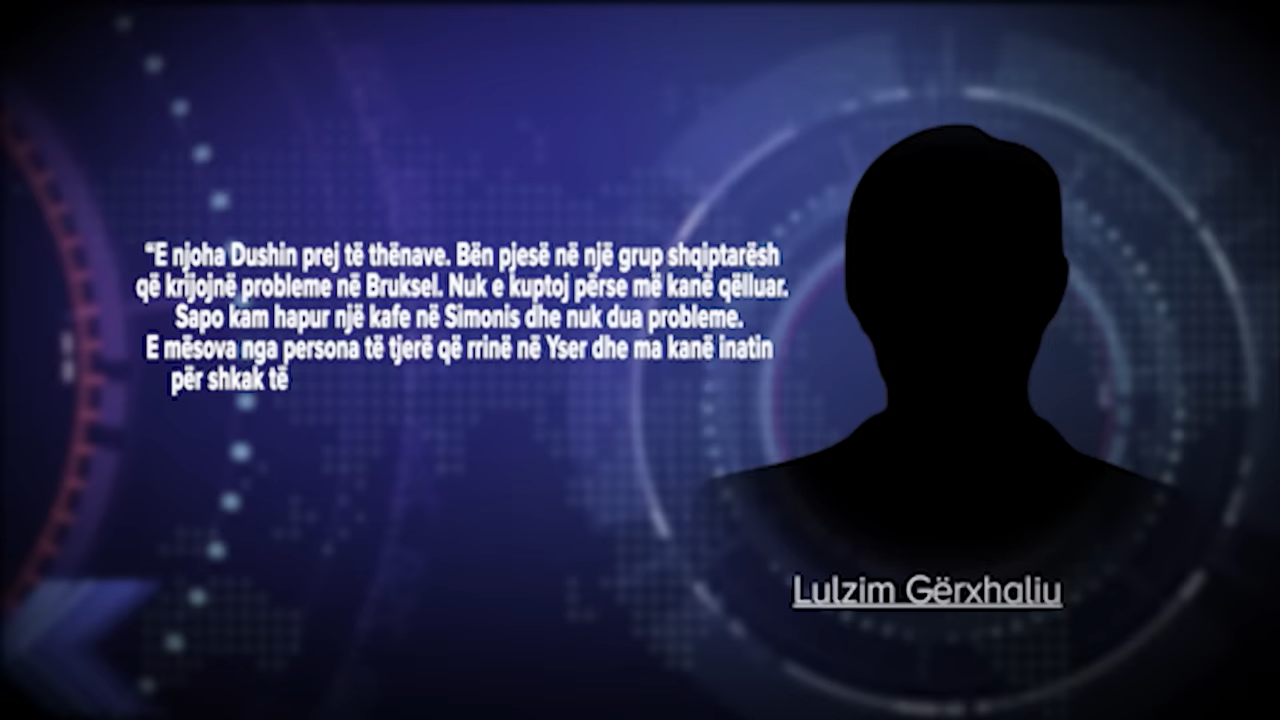 “E njoha Dushin prej të thënave. Bën pjesë në një grup shqiptarësh
që krijojnë probleme në Bruksel. Nuk e kuptoj përse më kanë qëlluar.
Sapo kam hapur një kafe në Simonis dhe nuk dua probleme.
E mësova nga persona të tjerë që rrinë në Yser dhe ma kanë inatin
për shkak të
Lulzim Gërxhaliu